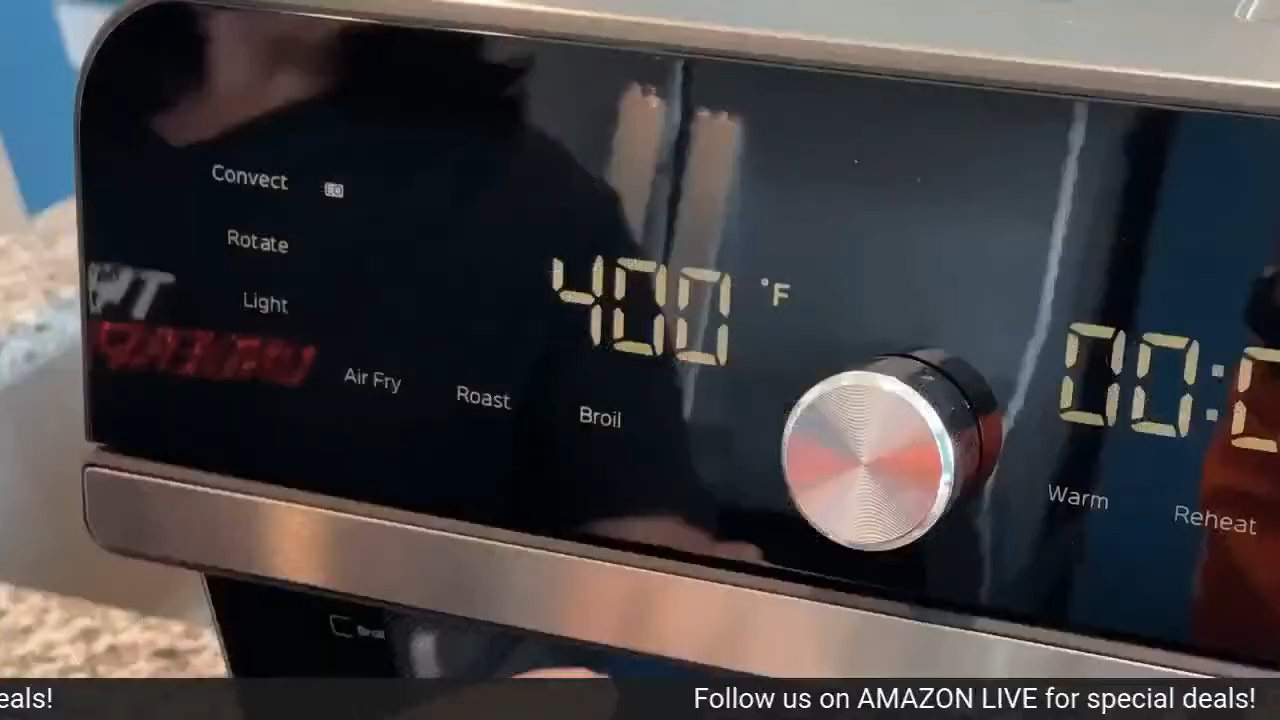 Convect
Rotate
Light
400 °F
Air Fry
Roast
Broil
00:
Warm
Reheat
eals!
Follow us on AMAZON LIVE for special deals!